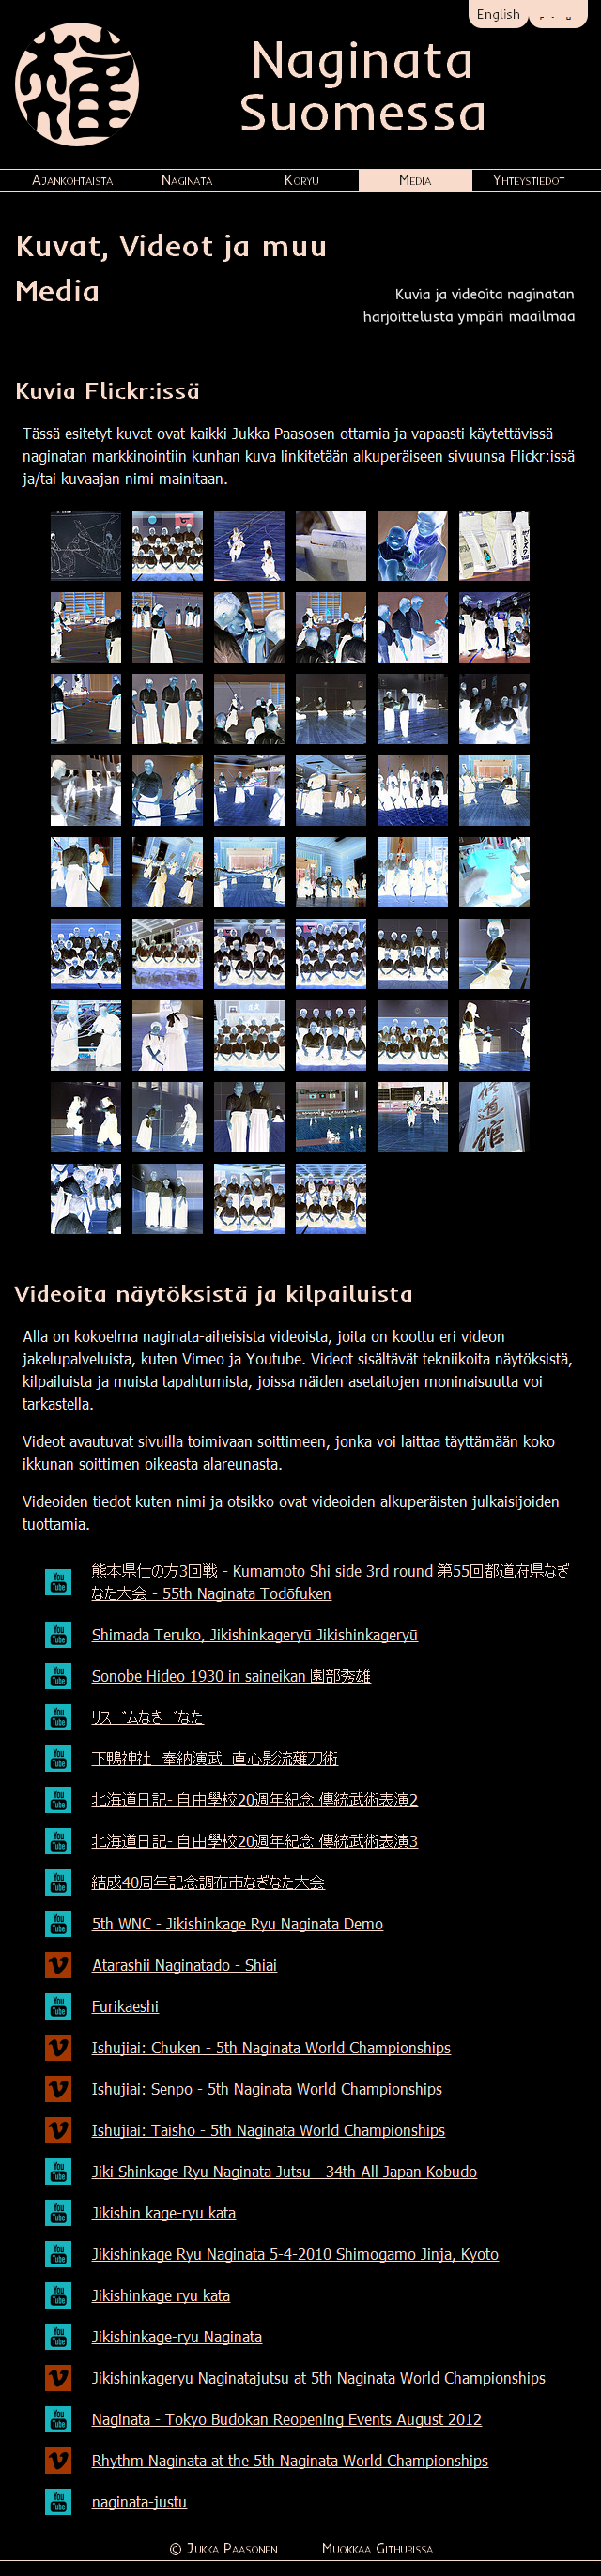 English
Naginata
Suomessa
Ajankohtaista Naginata Koryu Media Yhteystiedot
Kuvat, Videot ja muu
Media
Kuvia ja videoita naginatan
harjoittelusta ympäri maailmaa
Kuvia Flickr:issä
Tässä esitetyt kuvat ovat kaikki Jukka Paasosen ottamia ja vapaasti käytettävissä
naginatan markkinointiin kunhan kuva linkitetään alkuperäiseen sivuunsa Flickr:issä
ja/tai kuvaajan nimi mainitaan.
Videoita näytöksistä ja kilpailuista
Alla on kokoelma naginata-aiheisista videoista, joita on koottu eri videon
jakelupalveluista, kuten Vimeo ja Youtube. Videot sisältävät tekniikoita näytöksistä,
kilpailuista ja muista tapahtumista, joissa näiden asetaitojen moninaisuutta voi
tarkastella.
Videot avautuvat sivuilla toimivaan soittimeen, jonka voi laittaa täyttämään koko
ikkunan soittimen oikeasta alareunasta.
Videoiden tiedot kuten nimi ja otsikko ovat videoiden alkuperäisten julkaisijoiden
tuottamia.
熊本県仕の方3回戦 - Kumamoto Shi side 3rd round 第55回都道府県なぎ
なた大会 - 55th Naginata Todōfuken
Shimada Teruko, Jikishinkageryū Jikishinkageryū
Sonobe Hideo 1930 in saineikan 園部秀雄
リズムなぎなた
下鴨神社　奉納演武　直心影流薙刀術
北海道日記- 自由學校20週年紀念 傳統武術表演2
北海道日記- 自由學校20週年紀念 傳統武術表演3
結成40周年記念調布市なぎなた大会
5th WNC - Jikishinkage Ryu Naginata Demo
Atarashii Naginatado - Shiai
Furikaeshi
Ishujiai: Chuken - 5th Naginata World Championships
Ishujiai: Senpo - 5th Naginata World Championships
Ishujiai: Taisho - 5th Naginata World Championships
Jiki Shinkage Ryu Naginata Jutsu - 34th All Japan Kobudo
Jikishin kage-ryu kata
Jikishinkage Ryu Naginata 5-4-2010 Shimogamo Jinja, Kyoto
Jikishinkage ryu kata
Jikishinkage-ryu Naginata
Jikishinkageryu Naginatajutsu at 5th Naginata World Championships
Naginata - Tokyo Budokan Reopening Events August 2012
Rhythm Naginata at the 5th Naginata World Championships
naginata-justu
© Jukka Paasonen Muokkaa Githubissa